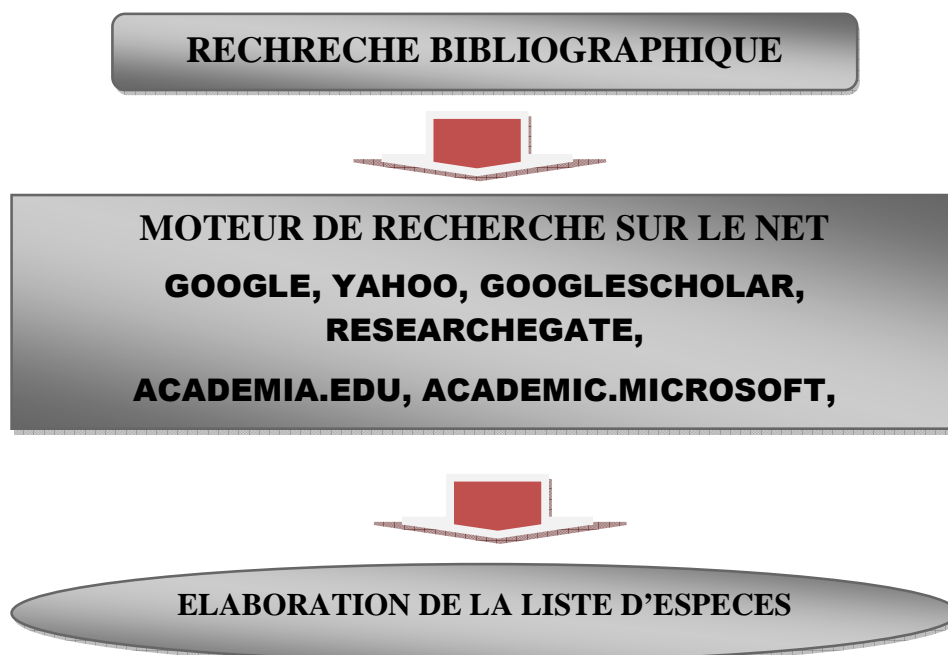 RECHRECHE BIBLIOGRAPHIQUE
MOTEUR DE RECHERCHE SUR LE NET
GOOGLE, YAHOO, GOOGLESCHOLAR,
RESEARCHEGATE,
ACADEMIA.EDU, ACADEMIC.MICROSOFT,
ELABORATION DE LA LISTE D'ESPECES